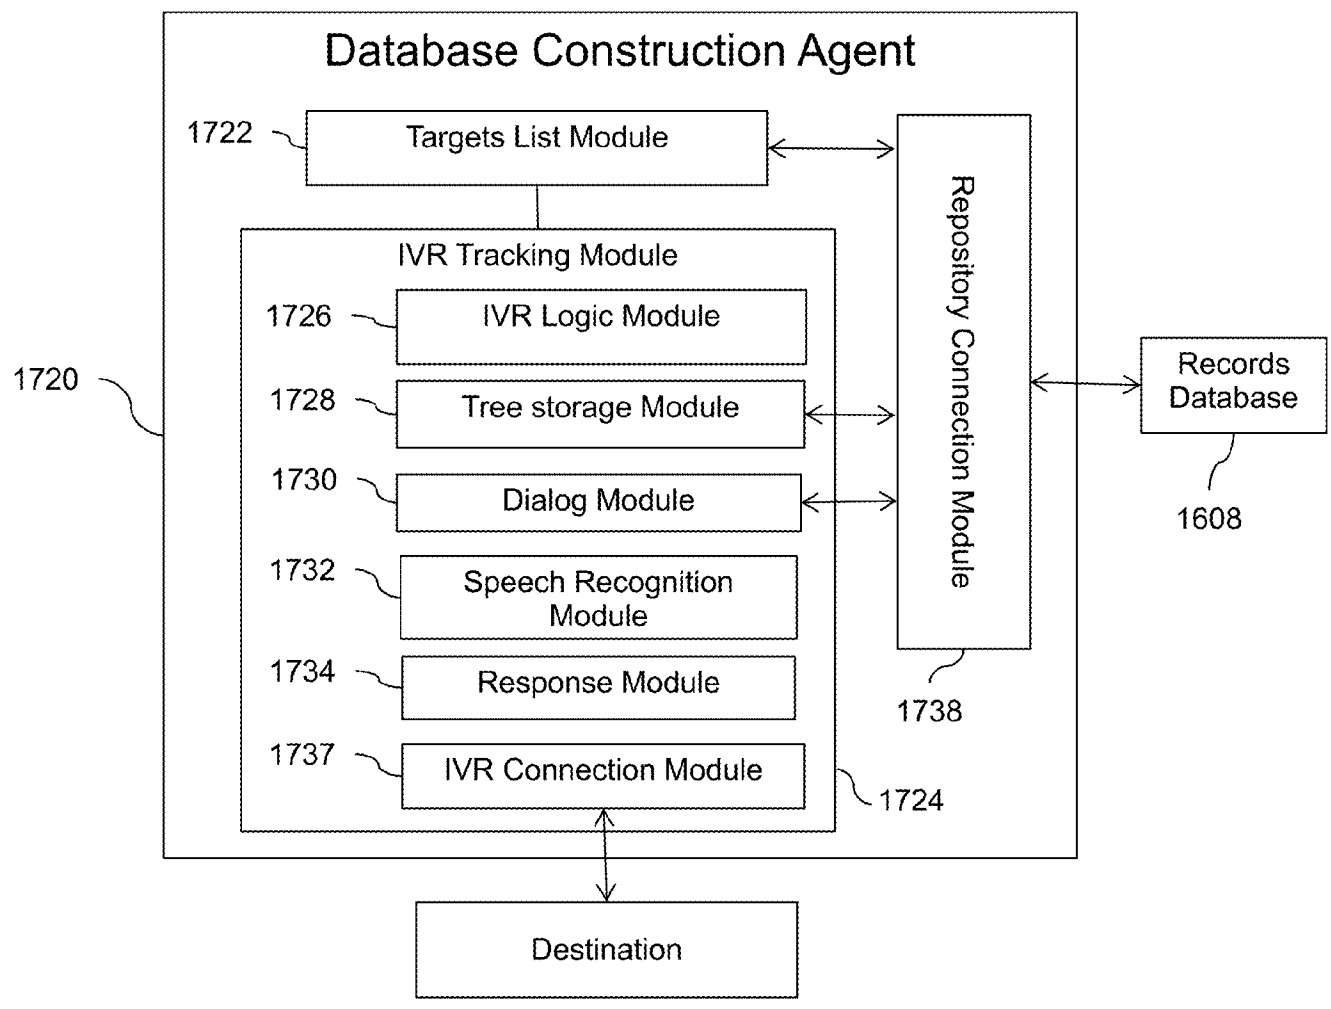 Database Construction Agent
1722
Targets List Module
IVR Tracking Module
1726
IVR Logic Module
1720
1728
Tree storage Module
1730
Dialog Module
1732
Speech Recognition
Module
1734
Response Module
1737
IVR Connection Module
1724
Repository Connection Module
1738
Records
Database
1608
Destination